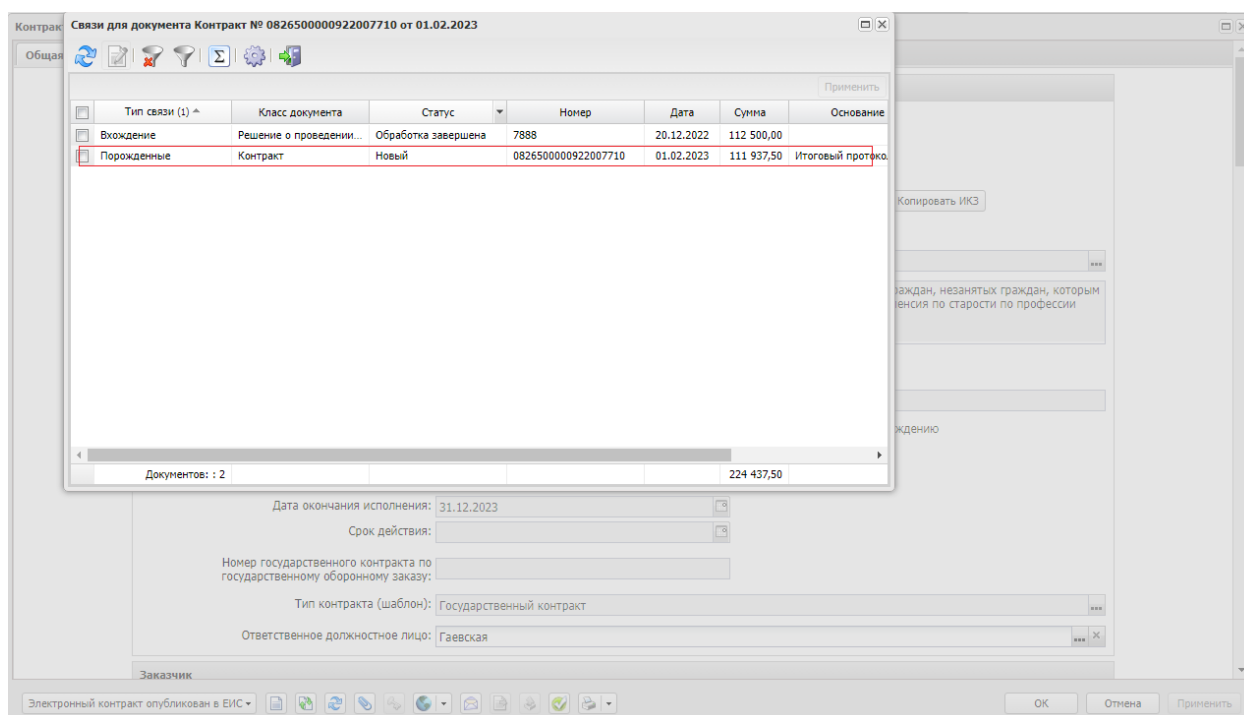 Контрак
Связи для документа Контракт № 0826500000922007710 от 01.02.2023
Общая
Применить
Тип связи (1) Класс документа Статус Номер Дата Сумма Основание
Вхождение Решение о проведении... Обработка завершена 7888 20.12.2022 112 500,00
Порожденные Контракт Новый 0826500000922007710 01.02.2023 111 937,50 Итоговый протоко
Копировать ИКЗ
раждан, незанятых граждан, которым
енсия по старости по профессии
ждению
Документов: : 2 224 437,50
Дата окончания исполнения: 31.12.2023
Срок действия:
Номер государственного контракта по
государственному оборонному заказу:
Тип контракта (шаблон): Государственный контракт
Ответственное должностное лицо: Гаевская
Заказчик
Электронный контракт опубликован в ЕИС
ОК Отмена Применить